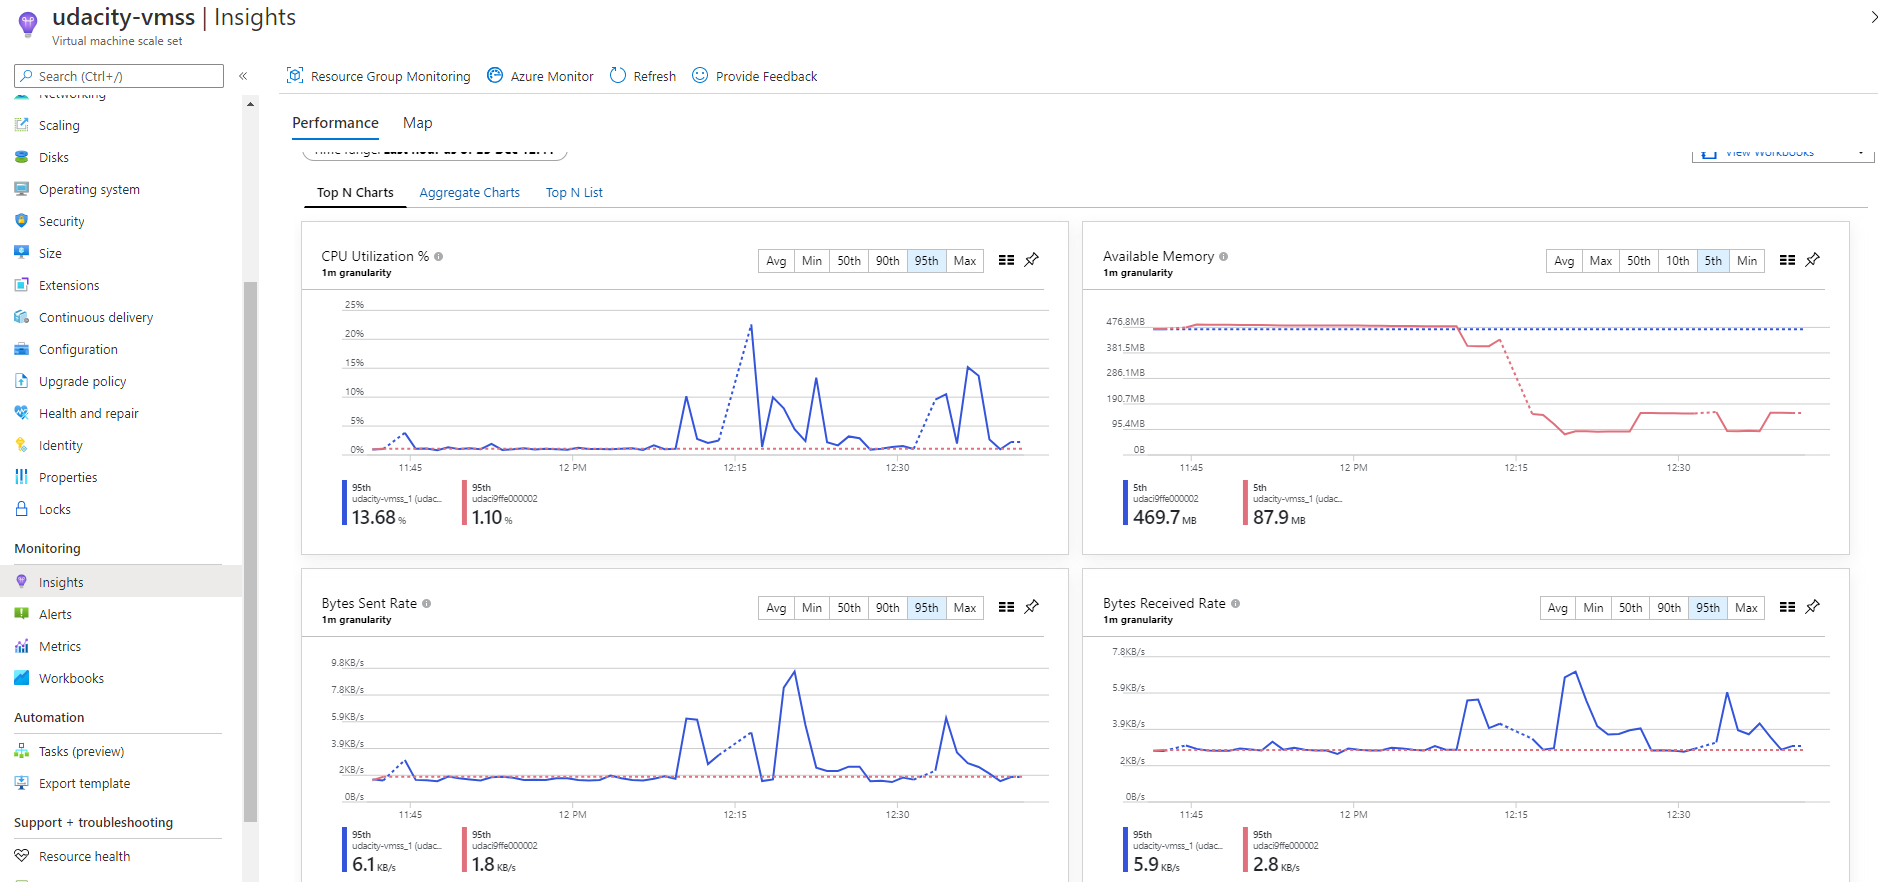 udacity-vmss | Insights
Virtual machine scale set
Search (Ctrl+/)
«
Resource Group Monitoring
Azure Monitor
Refresh
Provide Feedback
Networking
Scaling
Disks
Operating system
Security
Size
Extensions
Continuous delivery
Configuration
Upgrade policy
Health and repair
Identity
Properties
Locks
Monitoring
Insights
Alerts
Metrics
Workbooks
Automation
Tasks (preview)
Export template
Support + troubleshooting
Resource health
Performance
Map
Time range: Last hour as of 29 Dec 12:41
View Workbooks
Top N Charts
Aggregate Charts
Top N List
CPU Utilization %
1m granularity
Avg Min 50th 90th 95th Max
25%
20%
15%
10%
5%
0%
11:45 12 PM 12:15 12:30
95th
udacity-vmss_1 (udac...
13.68 %
95th
udaci9ffe000002
1.10 %
Available Memory
1m granularity
Avg Max 50th 10th 5th Min
476.8MB
381.5MB
286.1MB
190.7MB
95.4MB
0B
11:45 12 PM 12:15 12:30
5th
udaci9ffe000002
469.7 MB
5th
udacity-vmss_1 (udac...
87.9 MB
Bytes Sent Rate
1m granularity
Avg Min 50th 90th 95th Max
9.8KB/s
7.8KB/s
5.9KB/s
3.9KB/s
2KB/s
0B/s
11:45 12 PM 12:15 12:30
95th
udacity-vmss_1 (udac...
6.1 KB/s
95th
udaci9ffe000002
1.8 KB/s
Bytes Received Rate
1m granularity
Avg Min 50th 90th 95th Max
7.8KB/s
5.9KB/s
3.9KB/s
2KB/s
0B/s
11:45 12 PM 12:15 12:30
95th
udacity-vmss_1 (udac...
5.9 KB/s
95th
udaci9ffe000002
2.8 KB/s